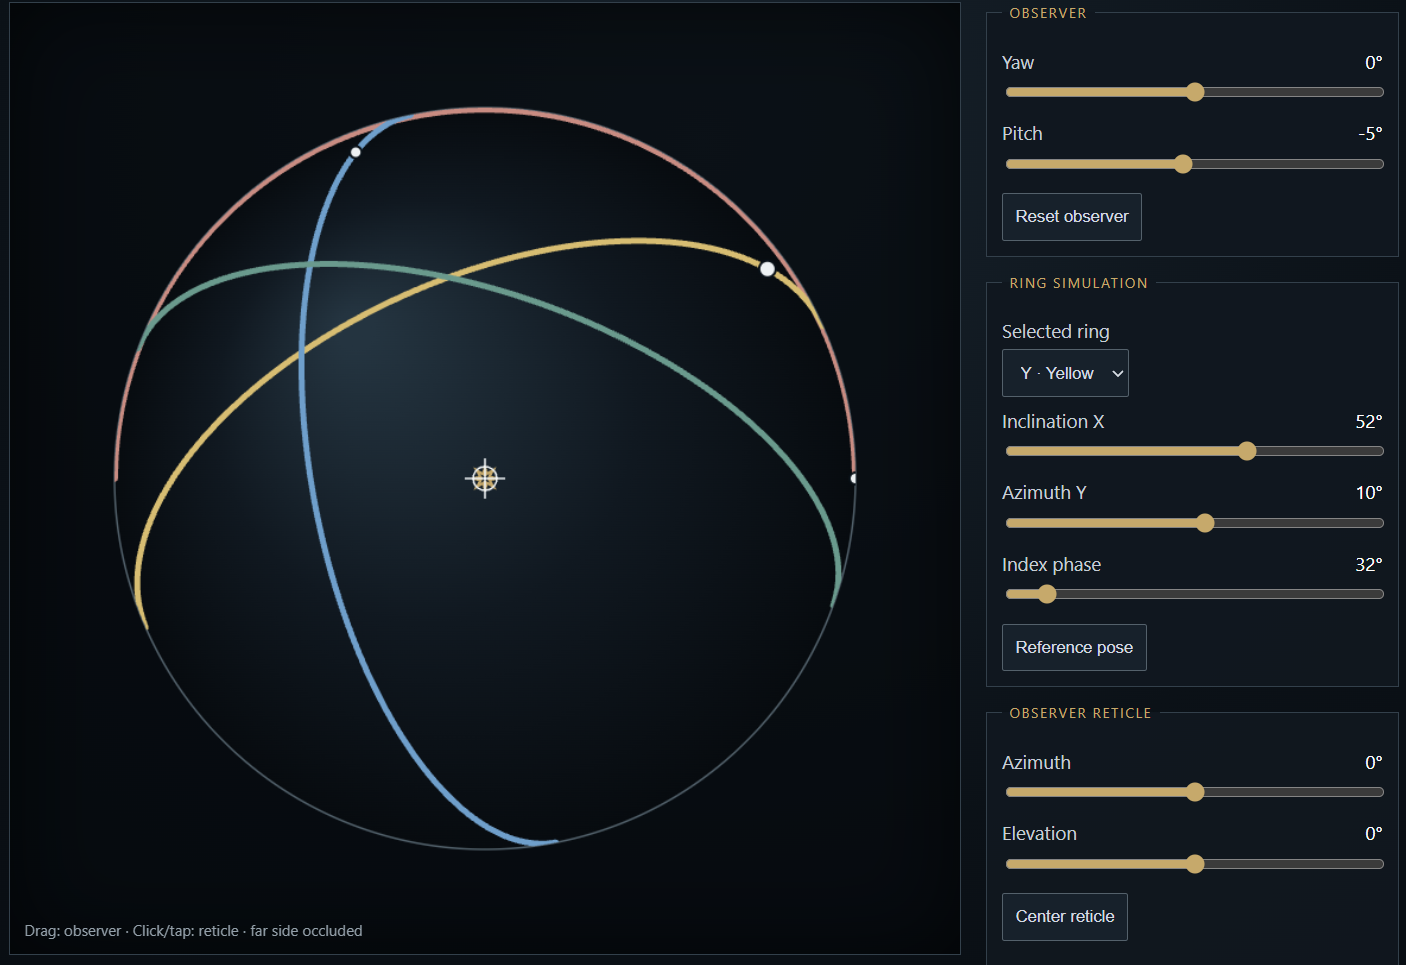 OBSERVER
Yaw 0°
Pitch -5°
Reset observer
RING SIMULATION
Selected ring
Y · Yellow
Inclination X 52°
Azimuth Y 10°
Index phase 32°
Reference pose
OBSERVER RETICLE
Azimuth 0°
Elevation 0°
Center reticle
Drag: observer · Click/tap: reticle · far side occluded